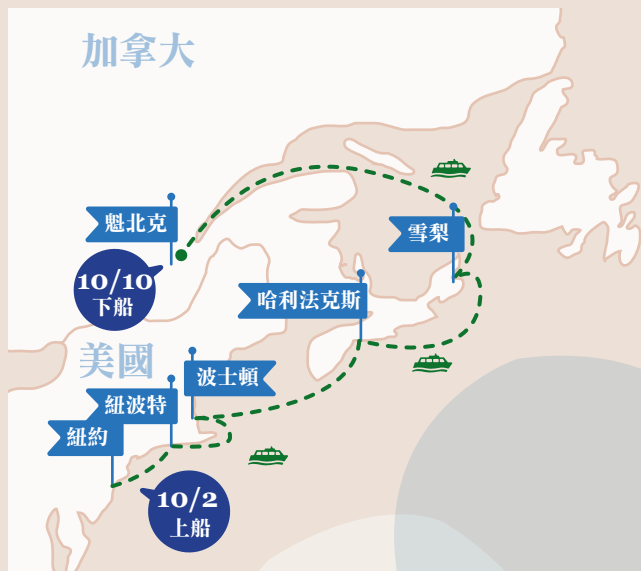 加拿大
魁北克
雪梨
10/10
下船
哈利法克斯
美國
波士頓
紐波特
紐約
10/2
上船